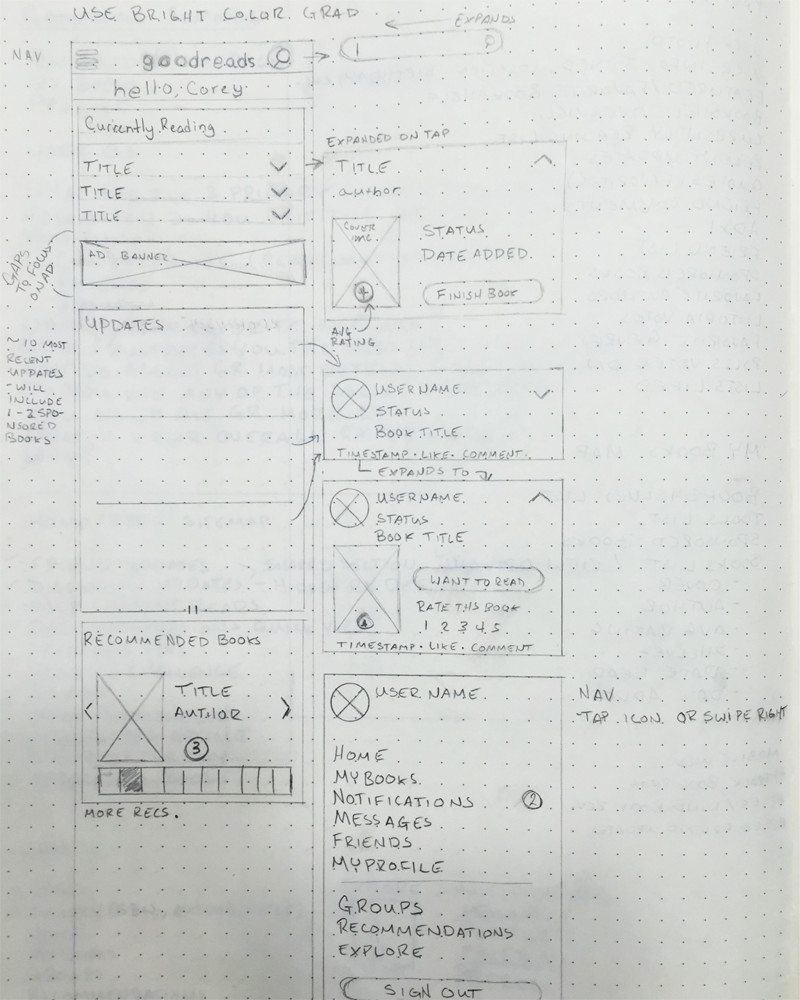 USE BRIGHT COLOR GRAD
EXPANDS
NAV
goodreads
hello, Corey
Currently Reading
TITLE
TITLE
TITLE
EXPANDED ON TAP
TITLE
author
COVER
IMG
STATUS
DATE ADDED
4
FINISH BOOK
AVG
RATING
GAPS
TO FOCUS
ON AD
AD BANNER
UPDATES
~10 MOST
RECENT
UPDATES
- WILL
INCLUDE
1-2 SPO-
NSORED
BOOKS
USERNAME
STATUS
BOOK TITLE
TIMESTAMP · LIKE · COMMENT
EXPANDS TO
USERNAME
STATUS
BOOK TITLE
WANT TO READ
RATE THIS BOOK
1 2 3 4 5
TIMESTAMP · LIKE · COMMENT
RECOMMENDED BOOKS
TITLE
AUTHOR
3
MORE RECS.
USER NAME
NAV
-TAP ICON OR SWIPE RIGHT
HOME
MY BOOKS
NOTIFICATIONS 2
MESSAGES
FRIENDS
MY PROFILE
GROUPS
RECOMMENDATIONS
EXPLORE
SIGN OUT